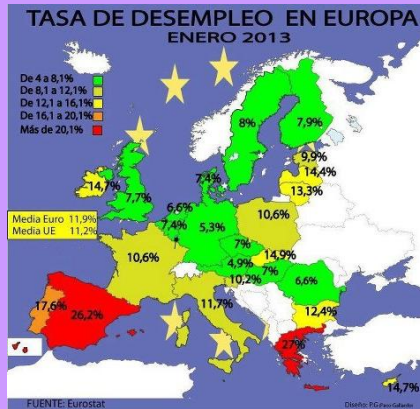 TASA DE DESEMPLEO EN EUROPA
ENERO 2013
De 4 a 8,1%
De 8,1 a 12,1%
De 12,1 a 16,1%
De 16,1 a 20,1%
Más de 20,1%
8%
7,9%
9,9%
14,4%
13,3%
7,4%
14,7%
7,7%
6,6%
7,4%
5,3%
10,6%
Media Euro 11,9%
Media UE 11,2%
10,6%
7%
14,9%
4,9%
7%
10,2%
6,6%
11,7%
12,4%
17,6%
26,2%
27%
14,7%
FUENTE: Eurostat
Diseño: P.G.